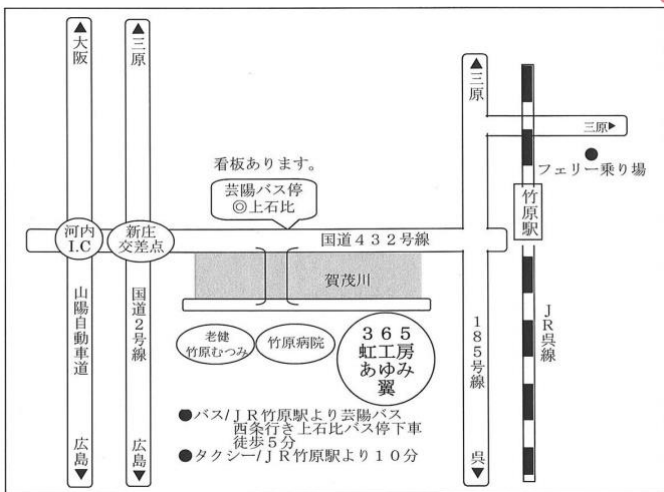 ▲大阪
▲三原
▲三原
三原▶
フェリー乗り場
竹原駅
看板あります。
芸陽バス停
◎上石比
河内
I.C
新庄
交差点
国道432号線
賀茂川
山陽自動車道
国道2号線
185号線
JR呉線
老健
竹原むつみ
竹原病院
365
虹工房
あゆみ
翼
広島▼
広島▼
呉▼
●バス/JR竹原駅より芸陽バス
西条行き上石比バス停下車
徒歩5分
●タクシー/JR竹原駅より10分